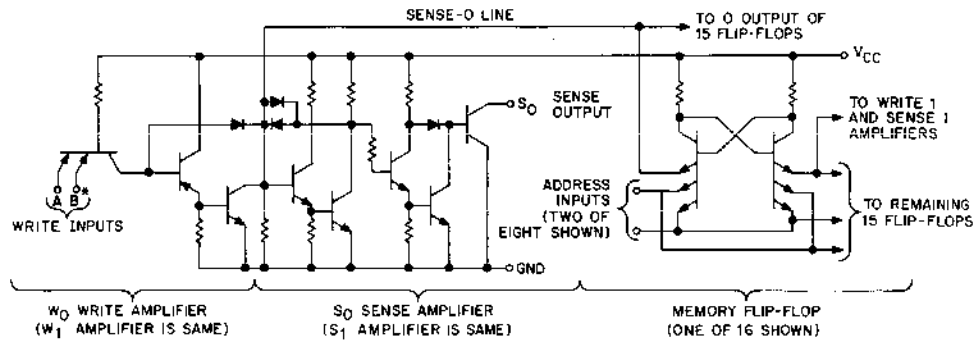 SENSE-0 LINE
TO 0 OUTPUT OF
15 FLIP-FLOPS
VCC
S0
SENSE
OUTPUT
TO WRITE 1
AND SENSE 1
AMPLIFIERS
A B*
WRITE INPUTS
ADDRESS
INPUTS
(TWO OF
EIGHT SHOWN)
TO REMAINING
15 FLIP-FLOPS
GND
W0 WRITE AMPLIFIER
(W1 AMPLIFIER IS SAME)
S0 SENSE AMPLIFIER
(S1 AMPLIFIER IS SAME)
MEMORY FLIP-FLOP
(ONE OF 16 SHOWN)